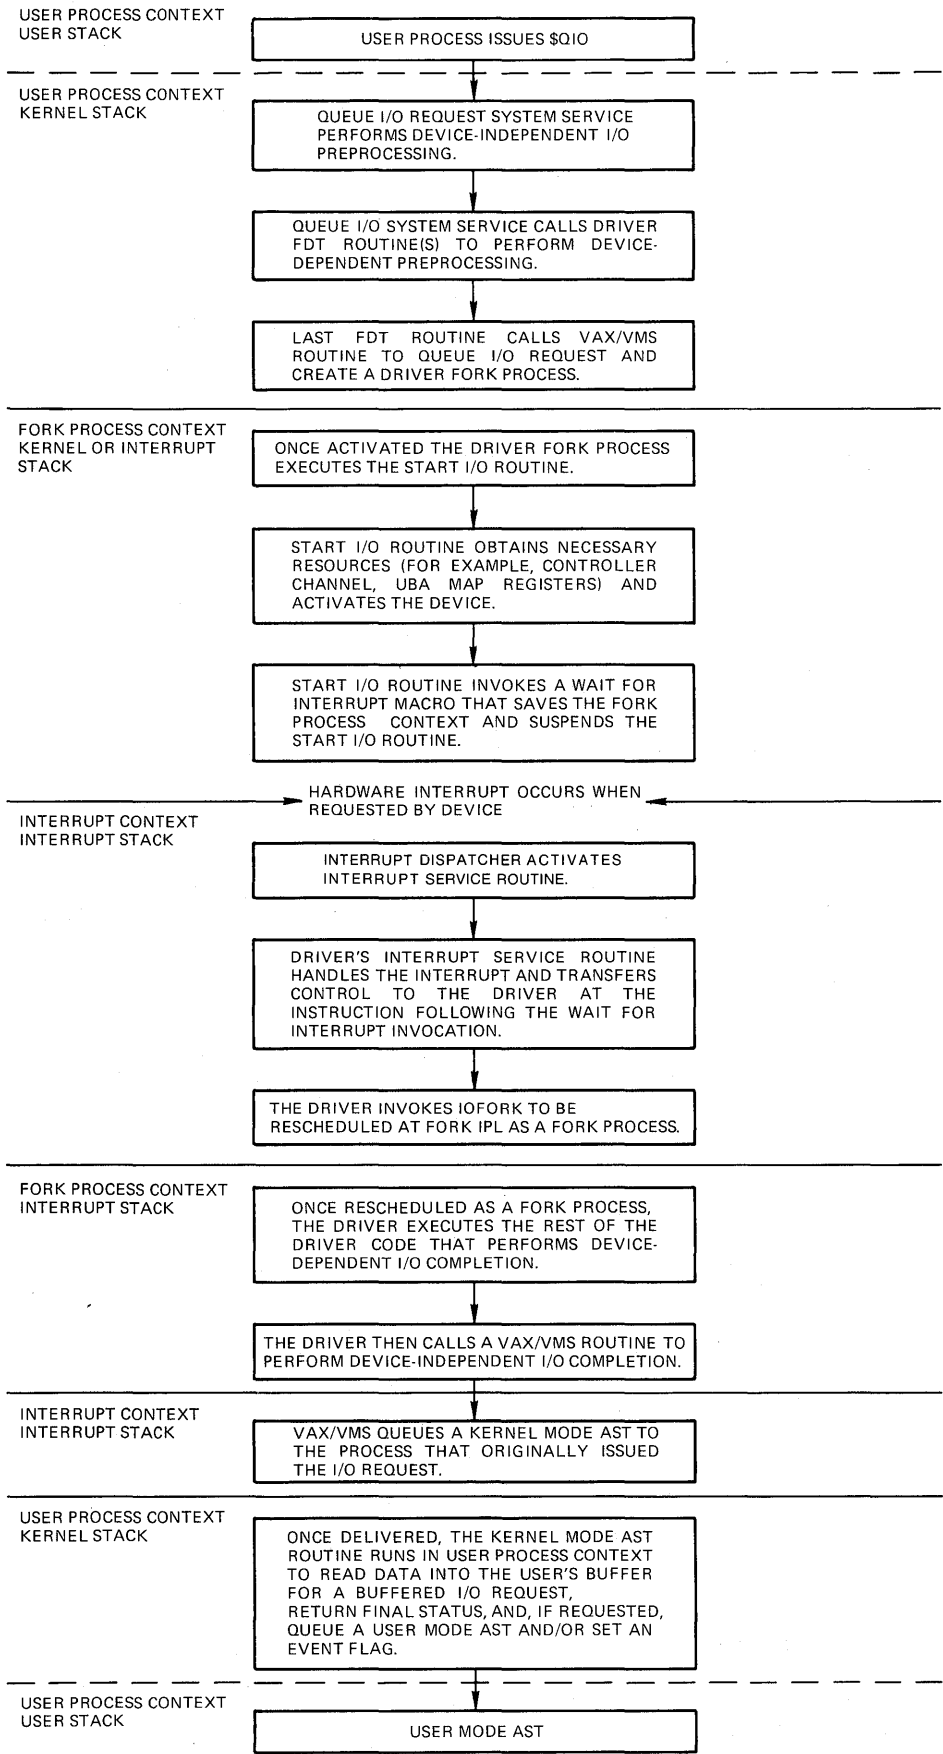 USER PROCESS CONTEXT
USER STACK
USER PROCESS ISSUES $QIO
USER PROCESS CONTEXT
KERNEL STACK
QUEUE I/O REQUEST SYSTEM SERVICE
PERFORMS DEVICE-INDEPENDENT I/O
PREPROCESSING.
QUEUE I/O SYSTEM SERVICE CALLS DRIVER
FDT ROUTINE(S) TO PERFORM DEVICE-
DEPENDENT PREPROCESSING.
LAST FDT ROUTINE CALLS VAX/VMS
ROUTINE TO QUEUE I/O REQUEST AND
CREATE A DRIVER FORK PROCESS.
FORK PROCESS CONTEXT
KERNEL OR INTERRUPT
STACK
ONCE ACTIVATED THE DRIVER FORK PROCESS
EXECUTES THE START I/O ROUTINE.
START I/O ROUTINE OBTAINS NECESSARY
RESOURCES (FOR EXAMPLE, CONTROLLER
CHANNEL, UBA MAP REGISTERS) AND
ACTIVATES THE DEVICE.
START I/O ROUTINE INVOKES A WAIT FOR
INTERRUPT MACRO THAT SAVES THE FORK
PROCESS CONTEXT AND SUSPENDS THE
START I/O ROUTINE.
HARDWARE INTERRUPT OCCURS WHEN
REQUESTED BY DEVICE
INTERRUPT CONTEXT
INTERRUPT STACK
INTERRUPT DISPATCHER ACTIVATES
INTERRUPT SERVICE ROUTINE.
DRIVER'S INTERRUPT SERVICE ROUTINE
HANDLES THE INTERRUPT AND TRANSFERS
CONTROL TO THE DRIVER AT THE
INSTRUCTION FOLLOWING THE WAIT FOR
INTERRUPT INVOCATION.
THE DRIVER INVOKES IOFORK TO BE
RESCHEDULED AT FORK IPL AS A FORK PROCESS.
FORK PROCESS CONTEXT
INTERRUPT STACK
ONCE RESCHEDULED AS A FORK PROCESS,
THE DRIVER EXECUTES THE REST OF THE
DRIVER CODE THAT PERFORMS DEVICE-
DEPENDENT I/O COMPLETION.
THE DRIVER THEN CALLS A VAX/VMS ROUTINE TO
PERFORM DEVICE-INDEPENDENT I/O COMPLETION.
INTERRUPT CONTEXT
INTERRUPT STACK
VAX/VMS QUEUES A KERNEL MODE AST TO
THE PROCESS THAT ORIGINALLY ISSUED
THE I/O REQUEST.
USER PROCESS CONTEXT
KERNEL STACK
ONCE DELIVERED, THE KERNEL MODE AST
ROUTINE RUNS IN USER PROCESS CONTEXT
TO READ DATA INTO THE USER'S BUFFER
FOR A BUFFERED I/O REQUEST,
RETURN FINAL STATUS, AND, IF REQUESTED,
QUEUE A USER MODE AST AND/OR SET AN
EVENT FLAG.
USER PROCESS CONTEXT
USER STACK
USER MODE AST